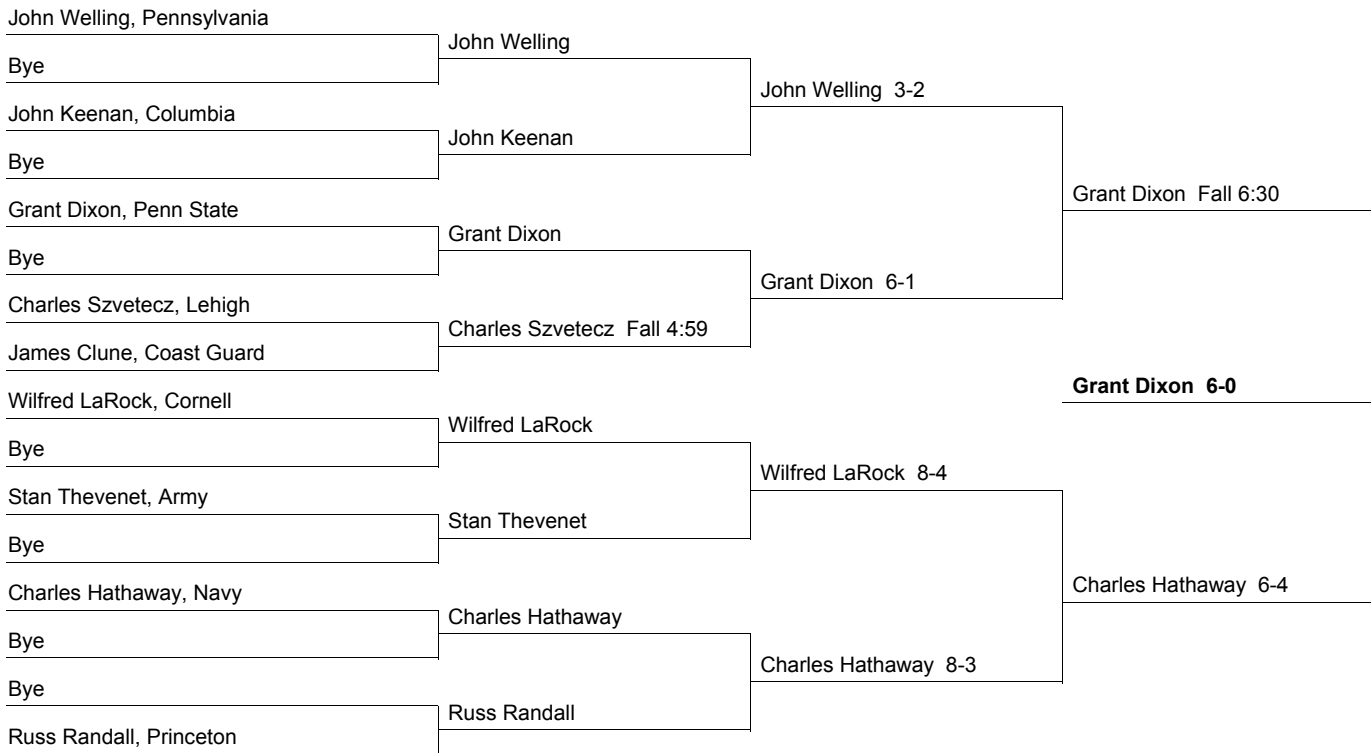 John Welling, Pennsylvania
Bye
John Keenan, Columbia
Bye
Grant Dixon, Penn State
Bye
Charles Szvetecz, Lehigh
James Clune, Coast Guard
Wilfred LaRock, Cornell
Bye
Stan Thevenet, Army
Bye
Charles Hathaway, Navy
Bye
Bye
Russ Randall, Princeton
John Welling
John Keenan
Grant Dixon
Charles Szvetecz Fall 4:59
Wilfred LaRock
Stan Thevenet
Charles Hathaway
Russ Randall
John Welling 3-2
Grant Dixon 6-1
Wilfred LaRock 8-4
Charles Hathaway 8-3
Grant Dixon Fall 6:30
Charles Hathaway 6-4
Grant Dixon 6-0